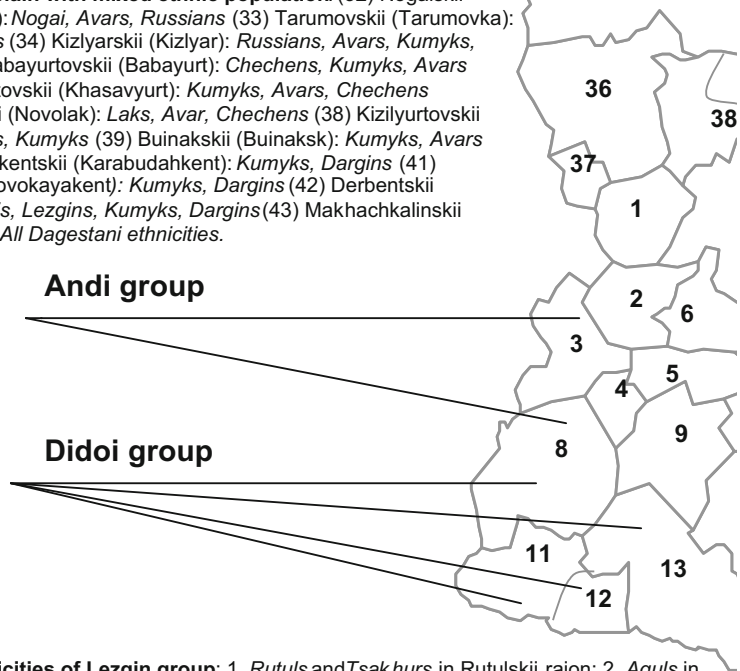 with mixed ethnic population
): Nogai, Avars, Russians (33) Tarumovskii (Tarumovka):
(34) Kizlyarskii (Kizlyar): Russians, Avars, Kumyks,
abayurtovskii (Babayurt): Chechens, Kumyks, Avars
tovskii (Khasavyurt): Kumyks, Avars, Chechens
i (Novolak): Laks, Avar, Chechens (38) Kizilyurtovskii
s, Kumyks (39) Buinakskii (Buinaksk): Kumyks, Avars
kentskii (Karabudahkent): Kumyks, Dargins (41)
ovokayakent): Kumyks, Dargins (42) Derbentskii
s, Lezgins, Kumyks, Dargins (43) Makhachkalinskii
All Dagestani ethnicities.
36
38
37
1
Andi group
2
6
3
5
4
9
8
Didoi group
11
13
12
icities of Lezgin group: 1. Rutuls and Tsakhurs in Rutulskii raion; 2. Aguls in